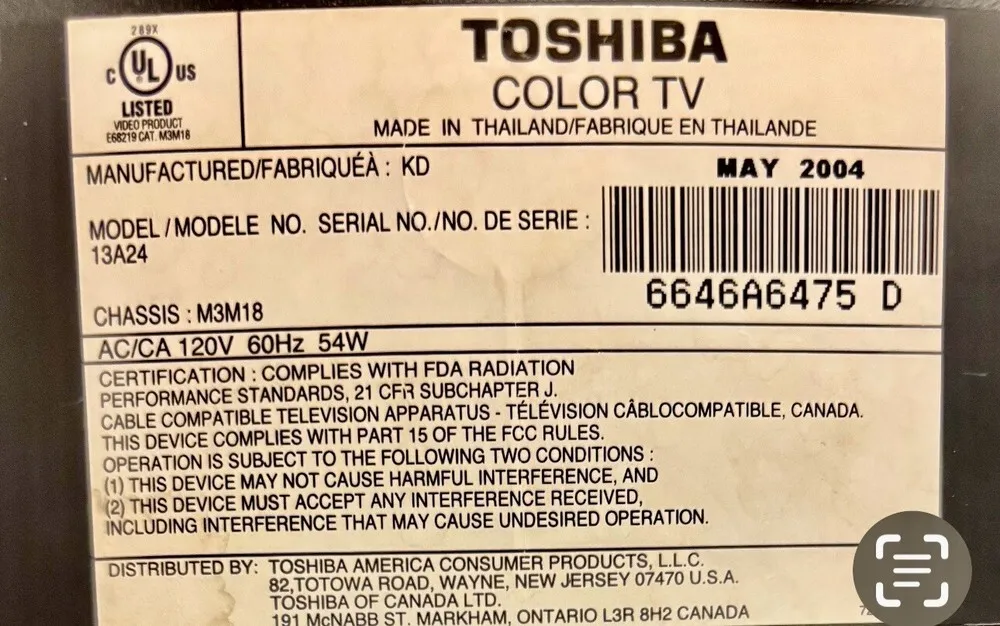 289X
C UL US
®
LISTED
VIDEO PRODUCT
E68219 CAT. M3M18
TOSHIBA
COLOR TV
MADE IN THAILAND/FABRIQUE EN THAILANDE
MANUFACTURED/FABRIQUÉÀ : KD
MAY 2004
MODEL/MODELE NO. SERIAL NO./NO. DE SERIE :
13A24
6646A6475 D
CHASSIS : M3M18
AC/CA 120V 60Hz 54W
CERTIFICATION : COMPLIES WITH FDA RADIATION
PERFORMANCE STANDARDS, 21 CFR SUBCHAPTER J.
CABLE COMPATIBLE TELEVISION APPARATUS - TÉLÉVISION CÂBLOCOMPATIBLE, CANADA.
THIS DEVICE COMPLIES WITH PART 15 OF THE FCC RULES.
OPERATION IS SUBJECT TO THE FOLLOWING TWO CONDITIONS :
(1) THIS DEVICE MAY NOT CAUSE HARMFUL INTERFERENCE, AND
(2) THIS DEVICE MUST ACCEPT ANY INTERFERENCE RECEIVED,
INCLUDING INTERFERENCE THAT MAY CAUSE UNDESIRED OPERATION.
DISTRIBUTED BY: TOSHIBA AMERICA CONSUMER PRODUCTS, L.L.C.
82,TOTOWA ROAD, WAYNE, NEW JERSEY 07470 U.S.A.
TOSHIBA OF CANADA LTD.
191 McNABB ST. MARKHAM, ONTARIO L3R 8H2 CANADA